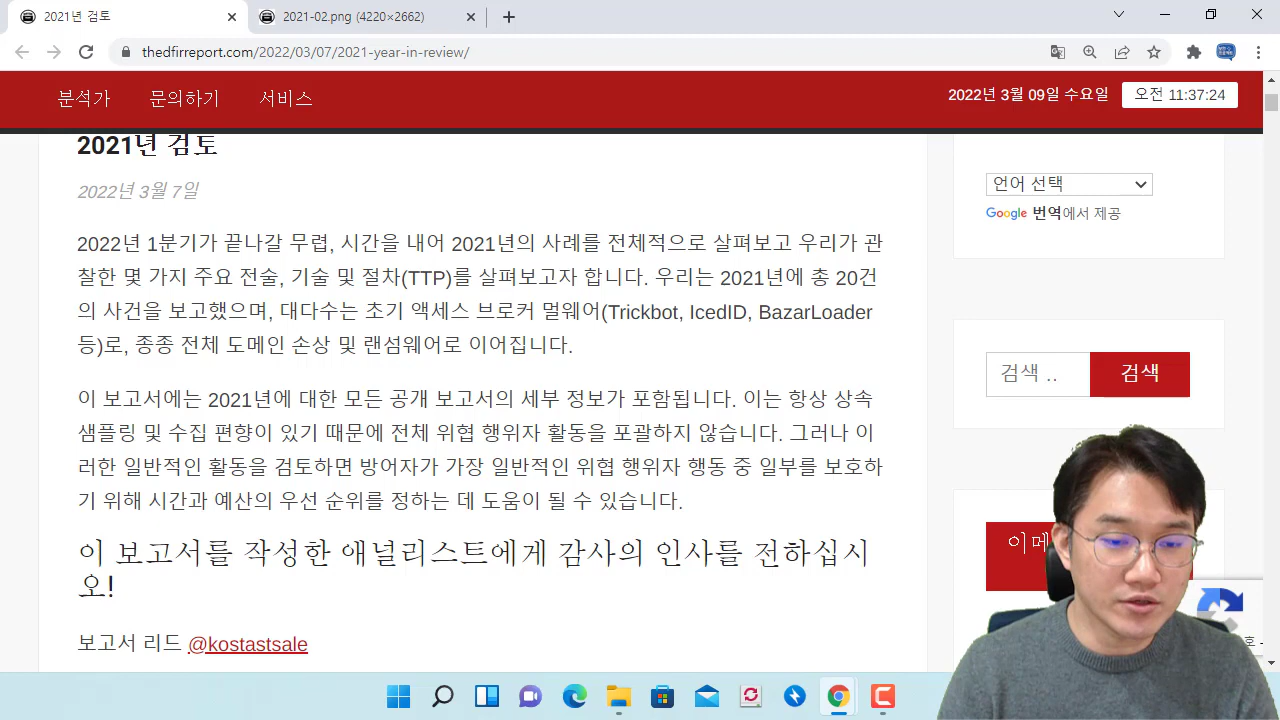 2021년 검토
2021-02.png (4220×2662)
thedfirreport.com/2022/03/07/2021-year-in-review/
분석가 문의하기 서비스
2022년 3월 09일 수요일
오전 11:37:24
2021년 검토
2022년 3월 7일
2022년 1분기가 끝나갈 무렵, 시간을 내어 2021년의 사례를 전체적으로 살펴보고 우리가 관
찰한 몇 가지 주요 전술, 기술 및 절차(TTP)를 살펴보고자 합니다. 우리는 2021년에 총 20건
의 사건을 보고했으며, 대다수는 초기 액세스 브로커 멀웨어(Trickbot, IcedID, BazarLoader
등)로, 종종 전체 도메인 손상 및 랜섬웨어로 이어집니다.
이 보고서에는 2021년에 대한 모든 공개 보고서의 세부 정보가 포함됩니다. 이는 항상 상속
샘플링 및 수집 편향이 있기 때문에 전체 위협 행위자 활동을 포괄하지 않습니다. 그러나 이
러한 일반적인 활동을 검토하면 방어자가 가장 일반적인 위협 행위자 행동 중 일부를 보호하
기 위해 시간과 예산의 우선 순위를 정하는 데 도움이 될 수 있습니다.
이 보고서를 작성한 애널리스트에게 감사의 인사를 전하십시
오!
보고서 리드 @kostastsale
언어 선택
Google 번역에서 제공
검색 ..
검색
이메
호 -